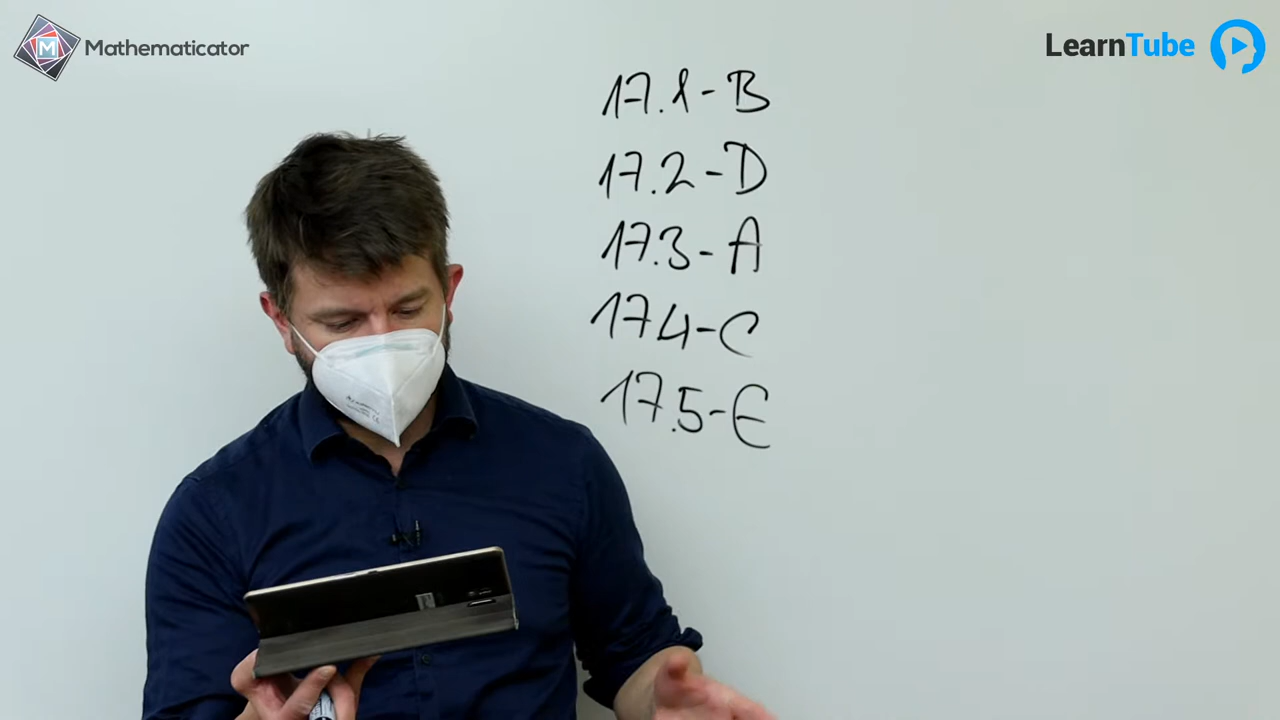 Mathematicator
LearnTube
17.1-B
17.2-D
17.3-A
17.4-C
17.5-E